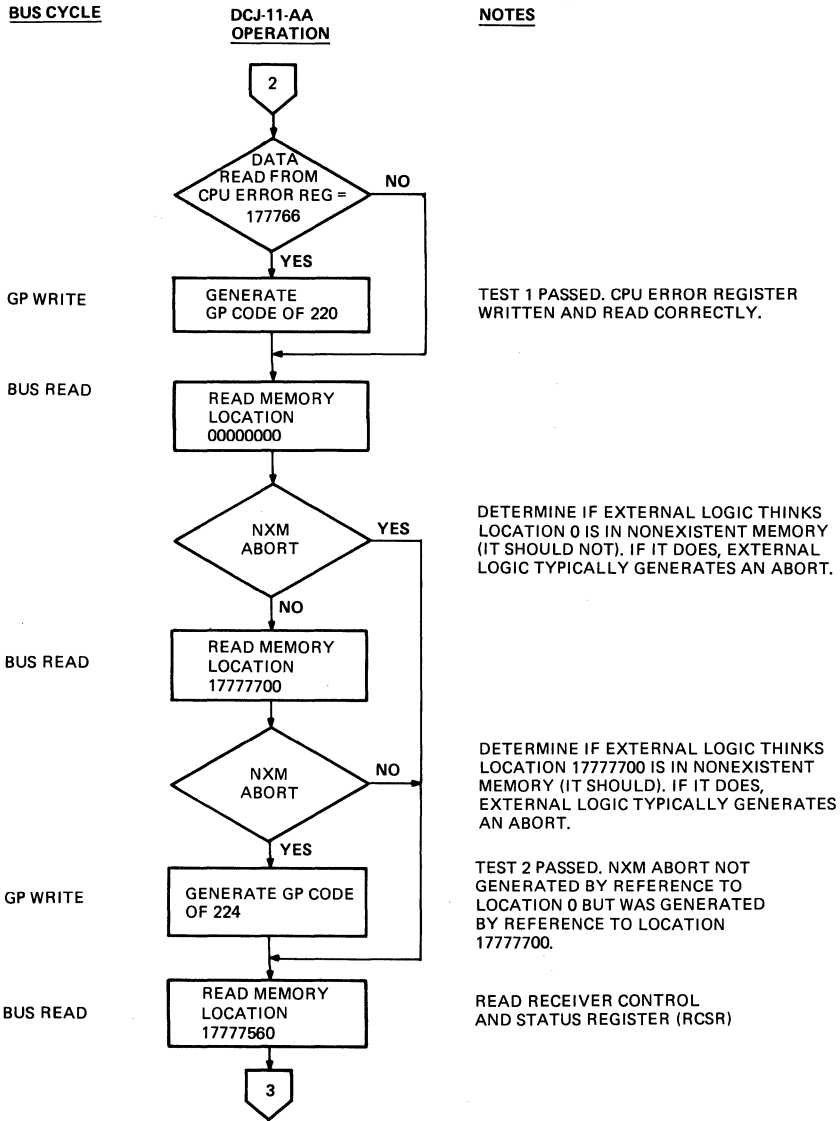 BUS CYCLE
DCJ-11-AA
OPERATION
NOTES
2
DATA
READ FROM
CPU ERROR REG =
177766
NO
YES
GP WRITE
GENERATE
GP CODE OF 220
TEST 1 PASSED. CPU ERROR REGISTER
WRITTEN AND READ CORRECTLY.
BUS READ
READ MEMORY
LOCATION
00000000
NXM
ABORT
YES
NO
DETERMINE IF EXTERNAL LOGIC THINKS
LOCATION 0 IS IN NONEXISTENT MEMORY
(IT SHOULD NOT). IF IT DOES, EXTERNAL
LOGIC TYPICALLY GENERATES AN ABORT.
BUS READ
READ MEMORY
LOCATION
17777700
NXM
ABORT
NO
YES
DETERMINE IF EXTERNAL LOGIC THINKS
LOCATION 17777700 IS IN NONEXISTENT
MEMORY (IT SHOULD). IF IT DOES,
EXTERNAL LOGIC TYPICALLY GENERATES
AN ABORT.
GP WRITE
GENERATE GP CODE
OF 224
TEST 2 PASSED. NXM ABORT NOT
GENERATED BY REFERENCE TO
LOCATION 0 BUT WAS GENERATED
BY REFERENCE TO LOCATION
17777700.
BUS READ
READ MEMORY
LOCATION
17777560
READ RECEIVER CONTROL
AND STATUS REGISTER (RCSR)
3